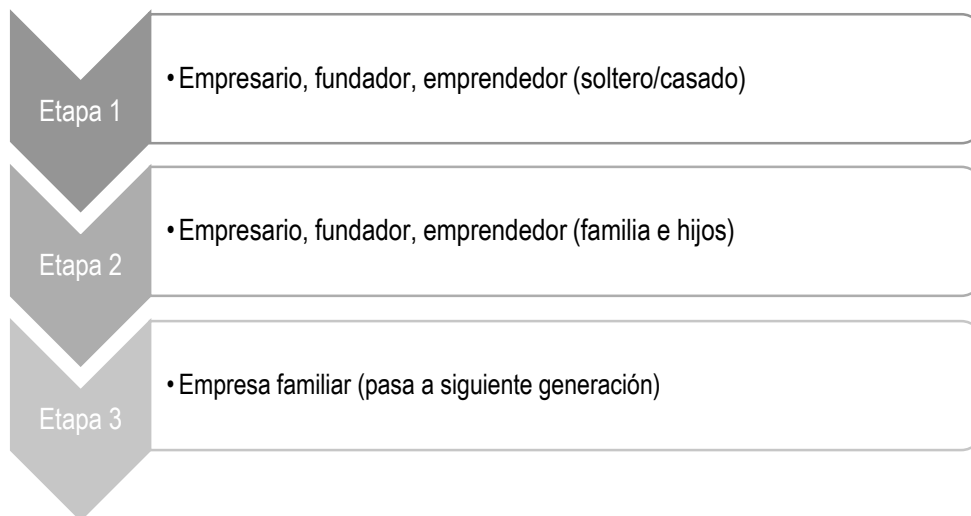 Etapa 1
•Empresario, fundador, emprendedor (soltero/casado)
Etapa 2
•Empresario, fundador, emprendedor (familia e hijos)
Etapa 3
•Empresa familiar (pasa a siguiente generación)